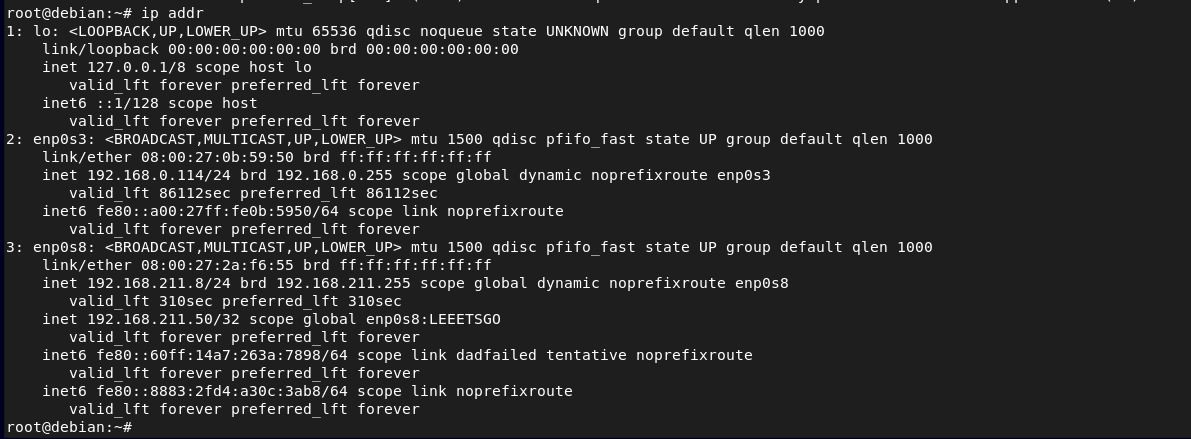 root@debian:~# ip addr
1: lo: <LOOPBACK,UP,LOWER_UP> mtu 65536 qdisc noqueue state UNKNOWN group default qlen 1000
    link/loopback 00:00:00:00:00:00 brd 00:00:00:00:00:00
    inet 127.0.0.1/8 scope host lo
       valid_lft forever preferred_lft forever
    inet6 ::1/128 scope host
       valid_lft forever preferred_lft forever
2: enp0s3: <BROADCAST,MULTICAST,UP,LOWER_UP> mtu 1500 qdisc pfifo_fast state UP group default qlen 1000
    link/ether 08:00:27:0b:59:50 brd ff:ff:ff:ff:ff:ff
    inet 192.168.0.114/24 brd 192.168.0.255 scope global dynamic noprefixroute enp0s3
       valid_lft 86112sec preferred_lft 86112sec
    inet6 fe80::a00:27ff:fe0b:5950/64 scope link noprefixroute
       valid_lft forever preferred_lft forever
3: enp0s8: <BROADCAST,MULTICAST,UP,LOWER_UP> mtu 1500 qdisc pfifo_fast state UP group default qlen 1000
    link/ether 08:00:27:2a:f6:55 brd ff:ff:ff:ff:ff:ff
    inet 192.168.211.8/24 brd 192.168.211.255 scope global dynamic noprefixroute enp0s8
       valid_lft 310sec preferred_lft 310sec
    inet 192.168.211.50/32 scope global enp0s8:LEEETSGO
       valid_lft forever preferred_lft forever
    inet6 fe80::60ff:14a7:263a:7898/64 scope link dadfailed tentative noprefixroute
       valid_lft forever preferred_lft forever
    inet6 fe80::8883:2fd4:a30c:3ab8/64 scope link noprefixroute
       valid_lft forever preferred_lft forever
root@debian:~#